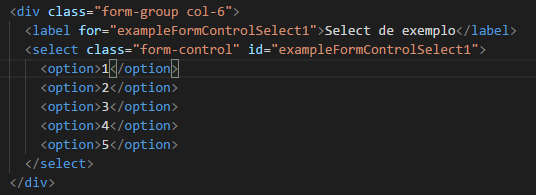 <div class="form-group col-6">
<label for="exampleFormControlSelect1">Select de exemplo</label>
<select class="form-control" id="exampleFormControlSelect1">
<option>1</option>
<option>2</option>
<option>3</option>
<option>4</option>
<option>5</option>
</select>
</div>